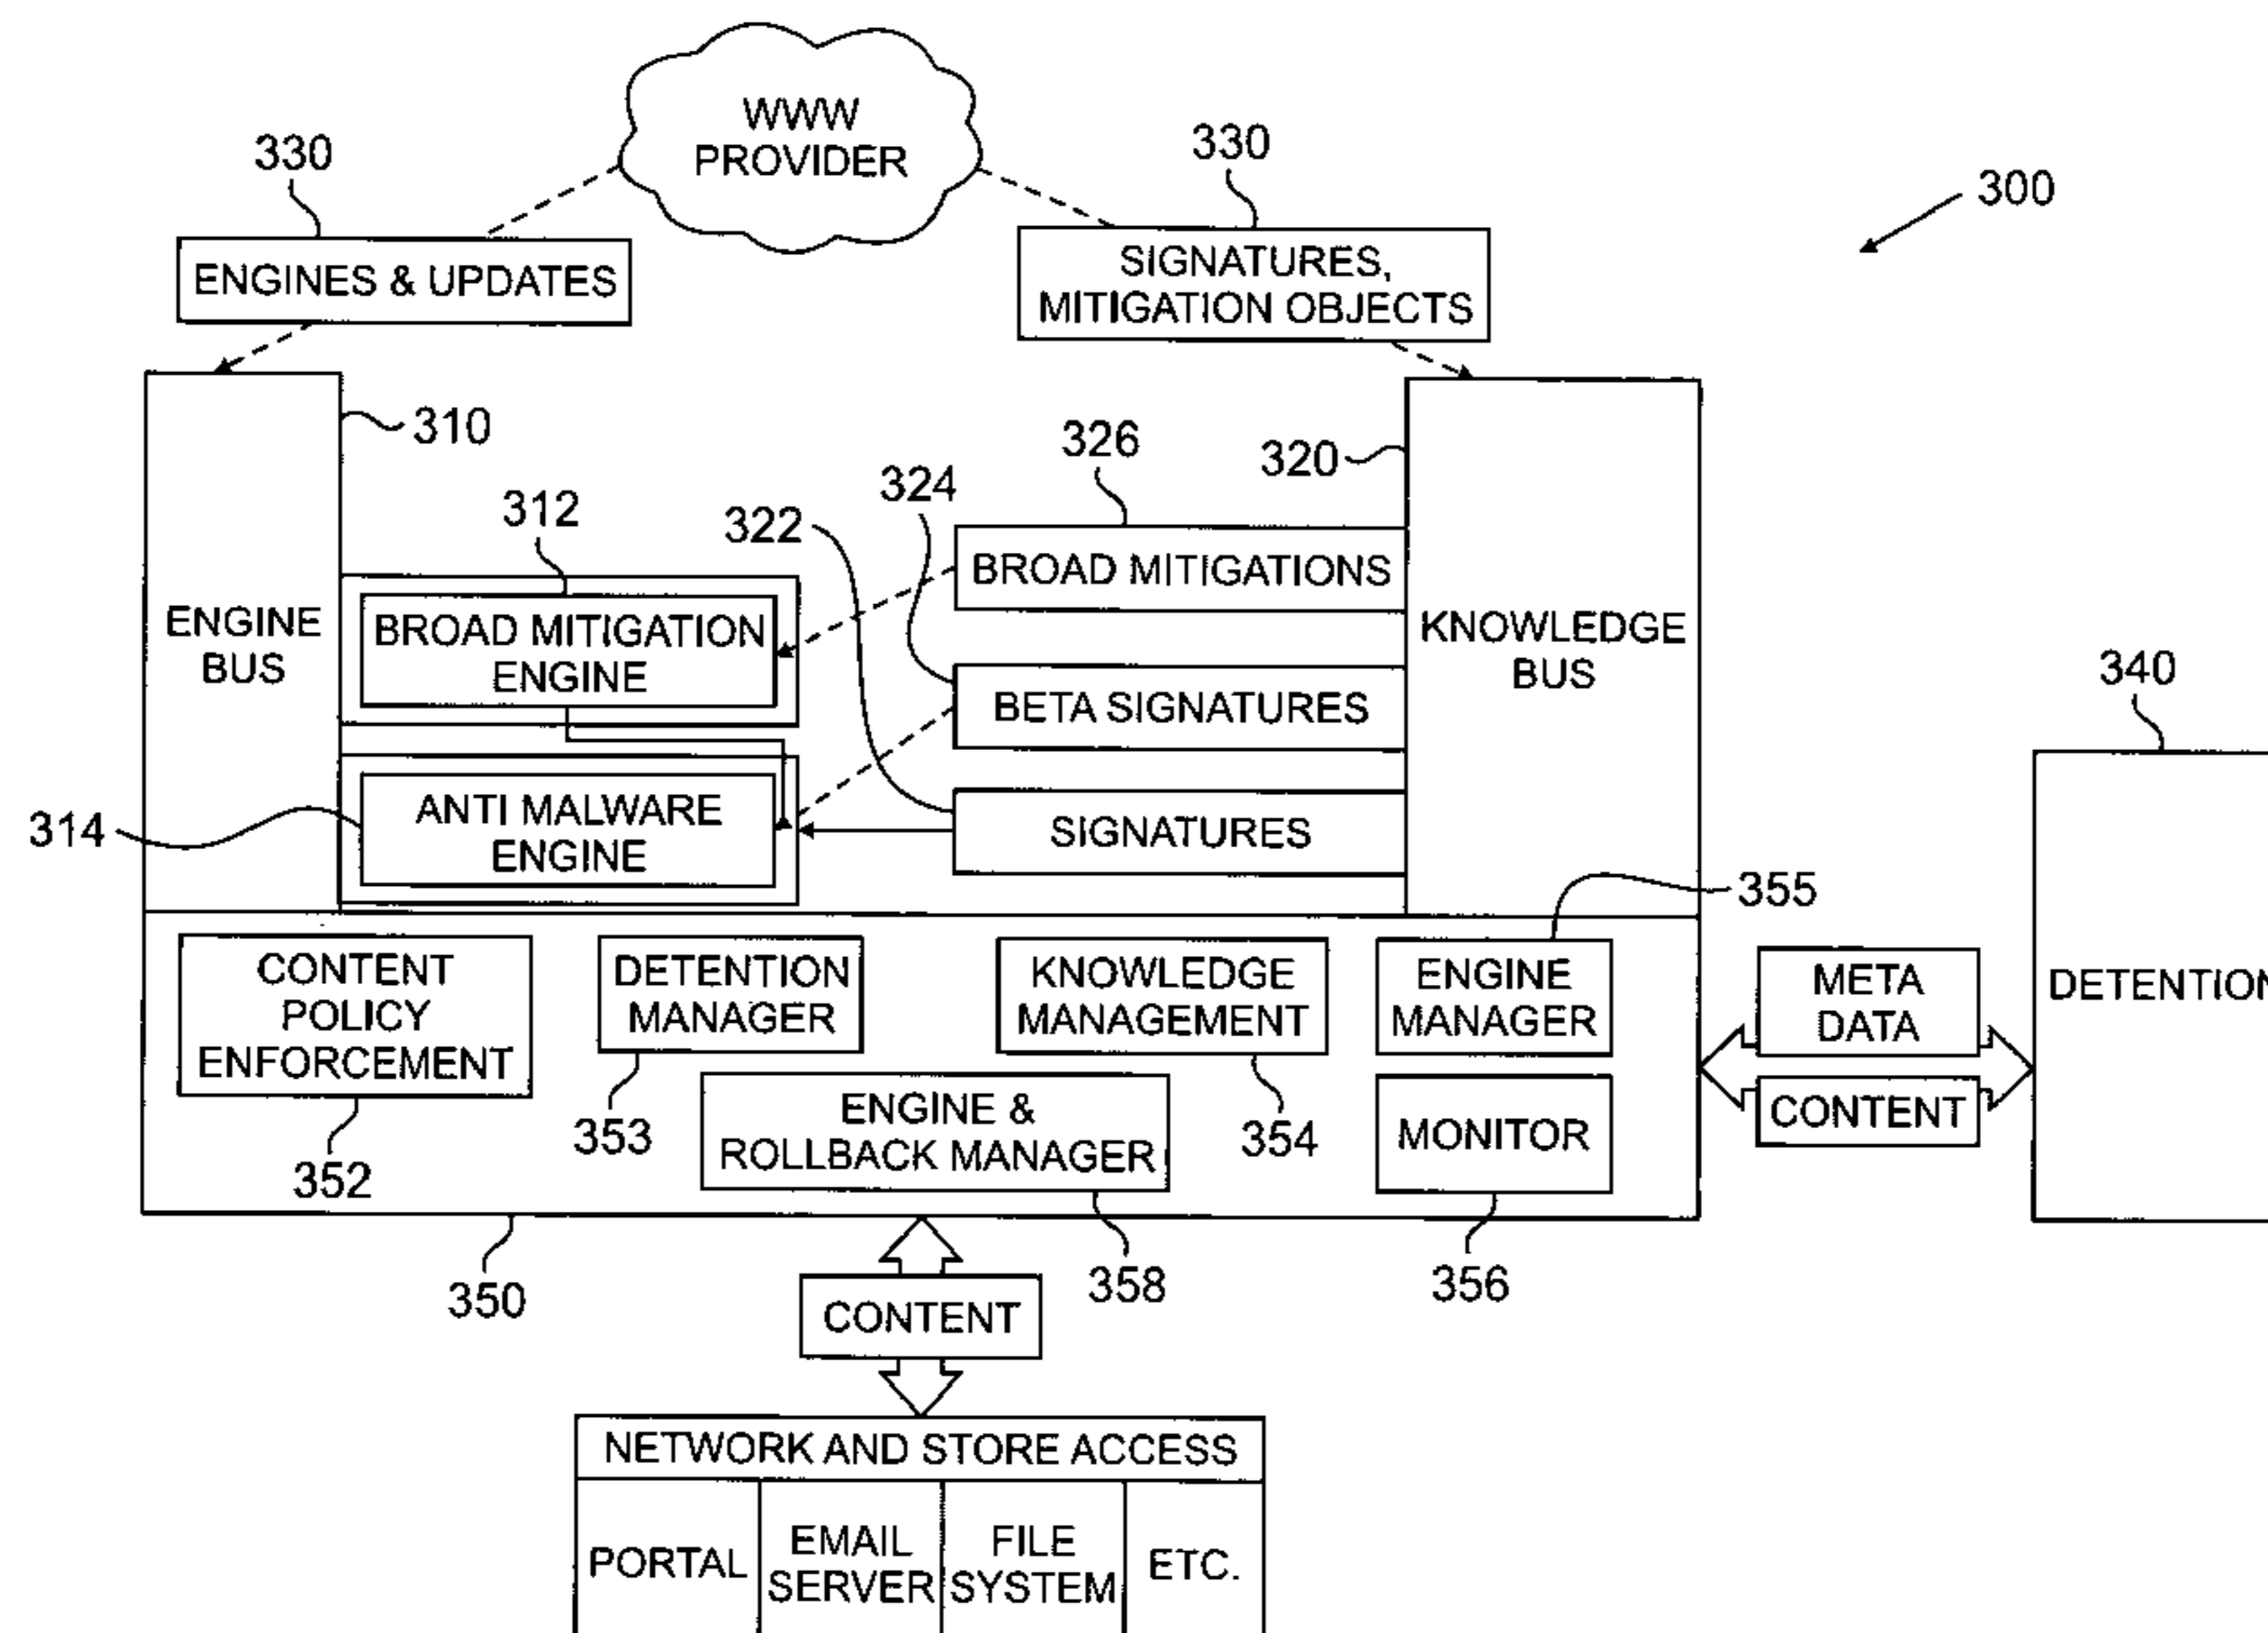 WWW
PROVIDER
330
330
300
ENGINES & UPDATES
SIGNATURES,
MITIGATION OBJECTS
310
326
320
324
312
322
BROAD MITIGATIONS
ENGINE
BUS
BROAD MITIGATION
ENGINE
KNOWLEDGE
BUS
340
BETA SIGNATURES
314
ANTI MALWARE
ENGINE
SIGNATURES
355
CONTENT
POLICY
ENFORCEMENT
DETENTION
MANAGER
KNOWLEDGE
MANAGEMENT
ENGINE
MANAGER
META
DATA
DETENTION
352
353
ENGINE &
ROLLBACK MANAGER
354
MONITOR
CONTENT
350
358
356
CONTENT
NETWORK AND STORE ACCESS
PORTAL
EMAIL
SERVER
FILE
SYSTEM
ETC.